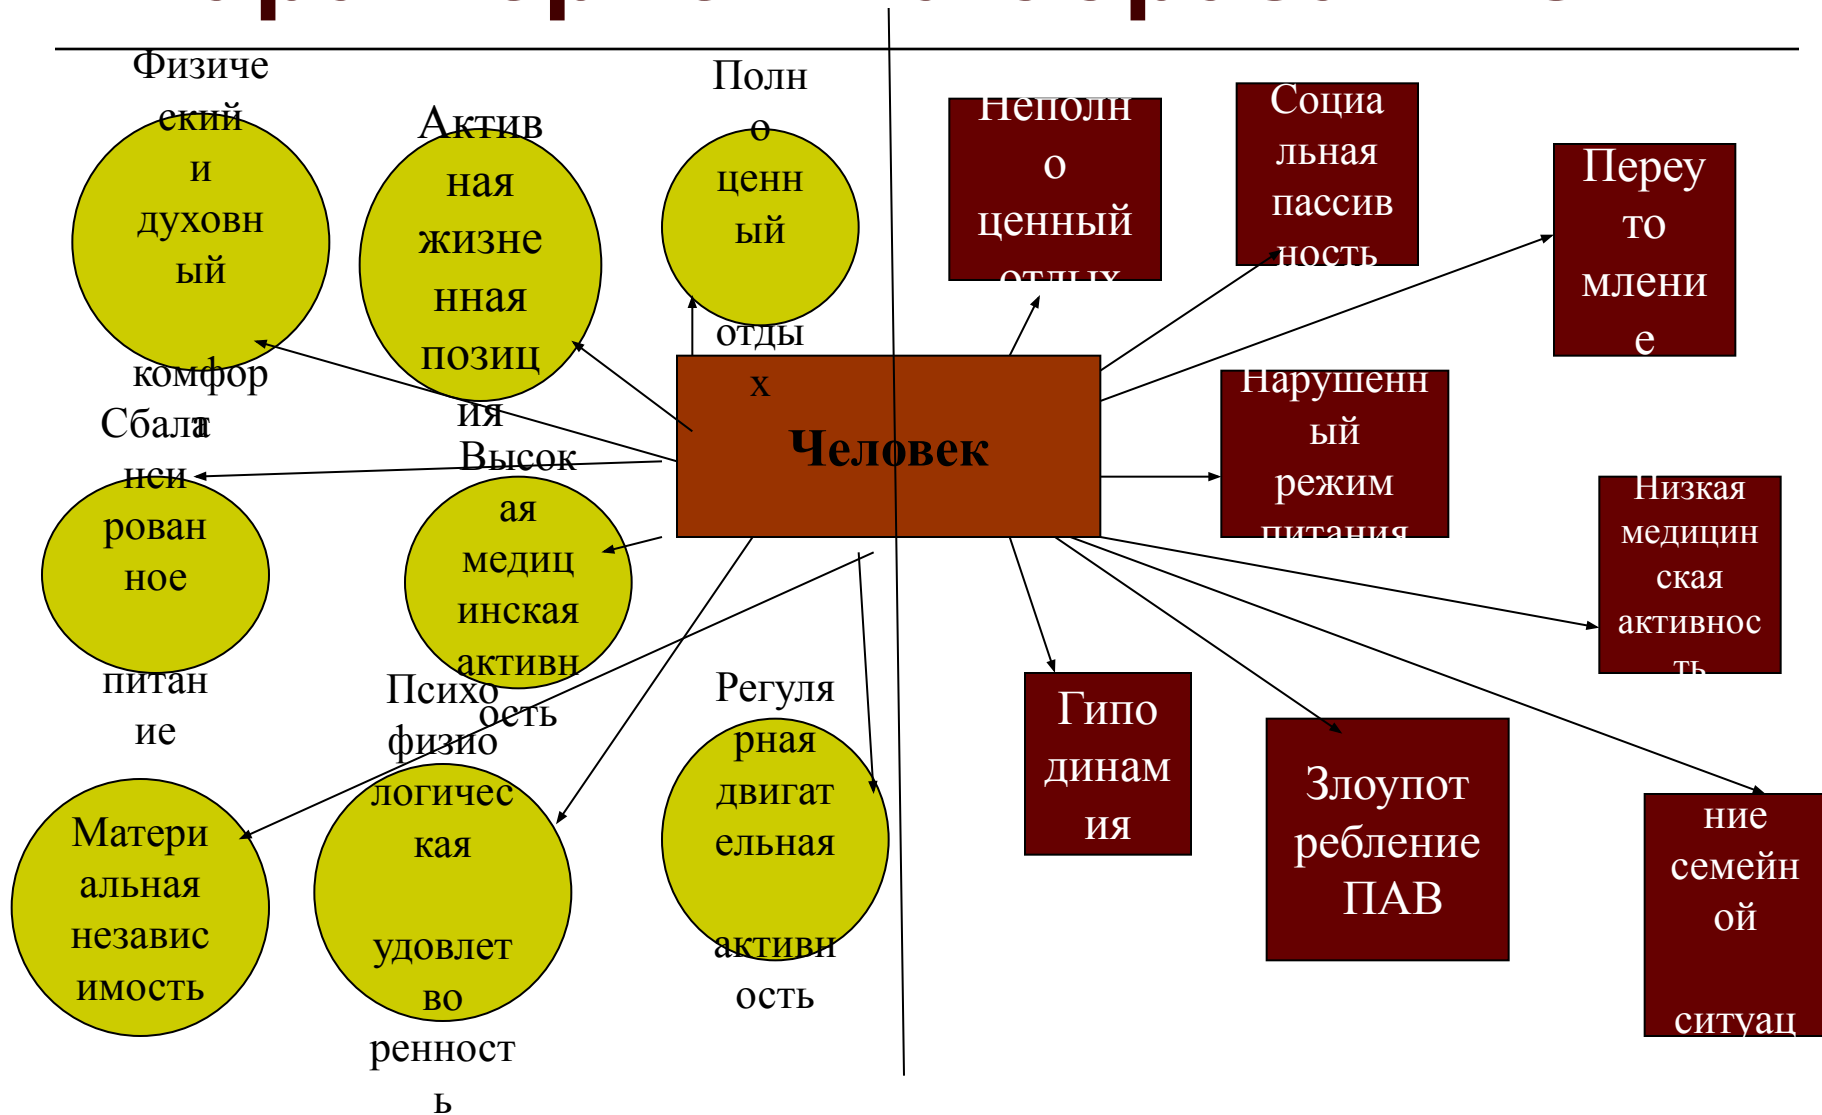 Физиче
ский
и
духовн
ый
комфор
т
Актив
ная
жизне
нная
позиц
ия
Полн
о
ценн
ый
отды
х
Неполн
о
ценный
отдых
Социа
льная
пассив
ность
Переу
то
млени
е
Человек
Сбала
нси
рован
ное
питан
ие
Высок
ая
медиц
инская
активн
ость
Нарушенн
ый
режим
питания
Низкая
медицин
ская
активнос
ть
Матери
альная
независ
имость
Психо
физио
логичес
кая
удовлет
во
ренност
ь
Регуля
рная
двигат
ельная
активн
ость
Гипо
динам
ия
Злоупот
ребление
ПАВ
ние
семейн
ой
ситуац